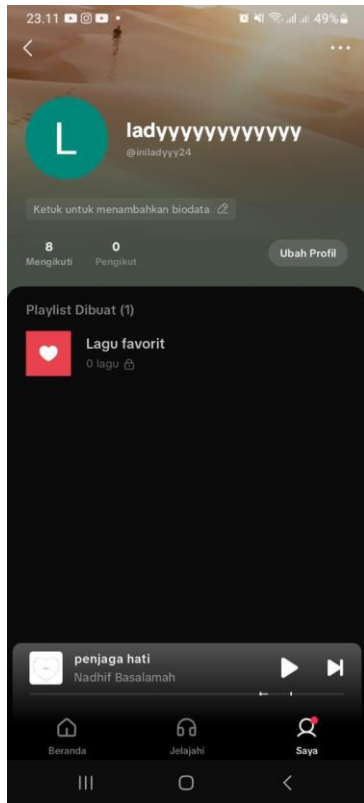 23.11
49%
L
ladyyyyyyyyyyyy
@iniladyyy24
Ketuk untuk menambahkan biodata
8 0
Mengikuti Pengikut
Ubah Profil
Playlist Dibuat (1)
Lagu favorit
0 lagu
penjaga hati
Nadhif Basalamah
Beranda Jelajahi Saya